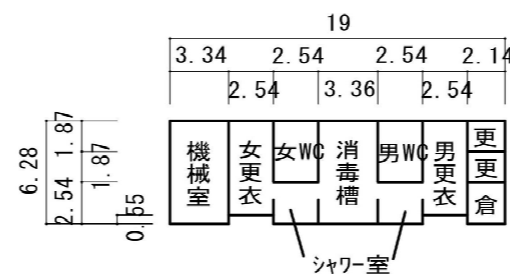 19
3.34 2.54 2.54 2.14
2.54 3.36 2.54
6.28
1.87
1.87
2.54
0.55
機械室
女更衣
女WC
消毒槽
男WC
男更衣
更
更
倉
シャワー室